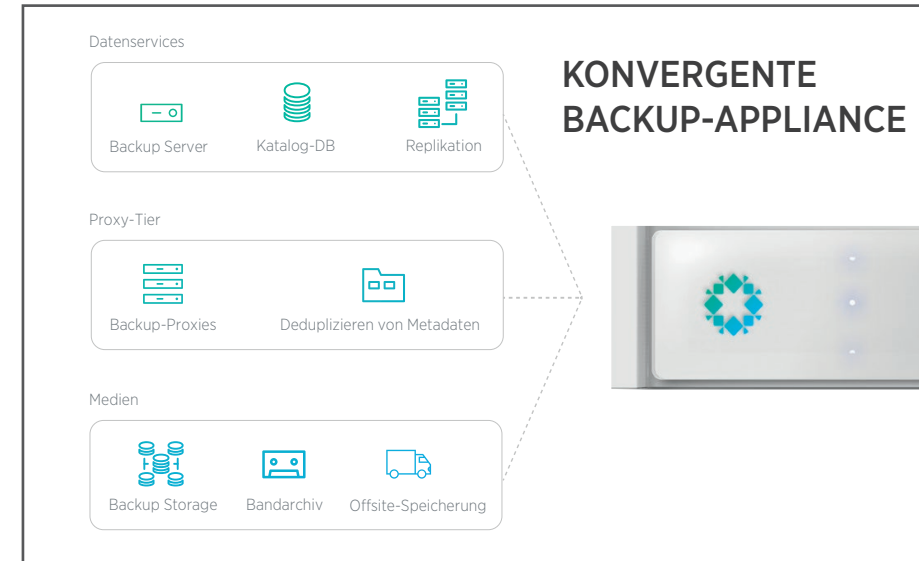 Datenservices
Backup Server
Katalog-DB
Replikation
Proxy-Tier
Backup-Proxies
Deduplizieren von Metadaten
Medien
Backup Storage
Bandarchiv
Offsite-Speicherung
KONVERGENTE
BACKUP-APPLIANCE